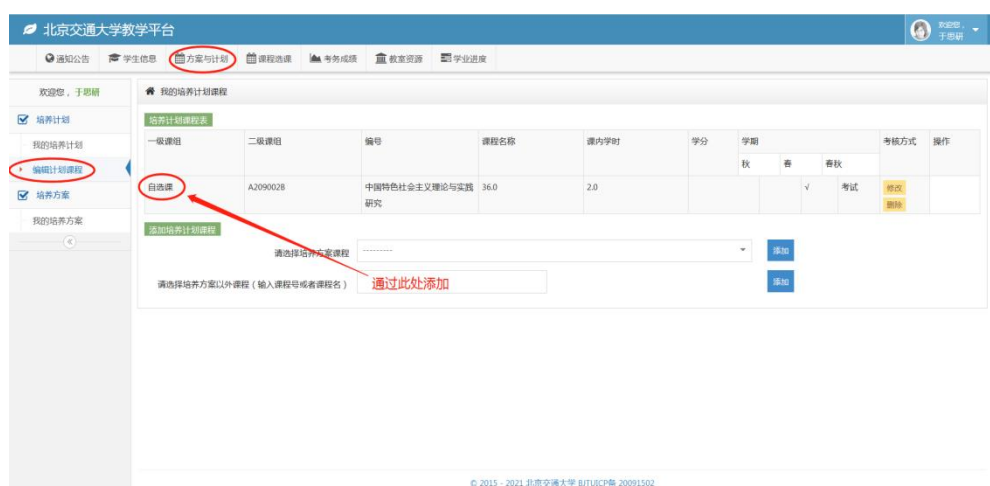 北京交通大学教学平台
欢迎您，
于思研
通知公告 学生信息 方案与计划 课程选课 考务成绩 教室资源 学业进度
欢迎您，于思研
我的培养计划课程
培养计划
培养计划课程表
我的培养计划
一级课组 二级课组 编号 课程名称 课内学时 学分 学期 考核方式 操作
秋 春 春秋
编辑计划课程
自选课 A2090028 中国特色社会主义理论与实践研究 36.0 2.0 √ 考试 修改
删除
培养方案
我的培养方案
添加培养计划课程
请选择培养方案课程 --------- 添加
请选择培养方案以外课程（输入课程号或者课程名） 通过此处添加 添加
© 2015 - 2021 北京交通大学 BJTUICP备 20091502